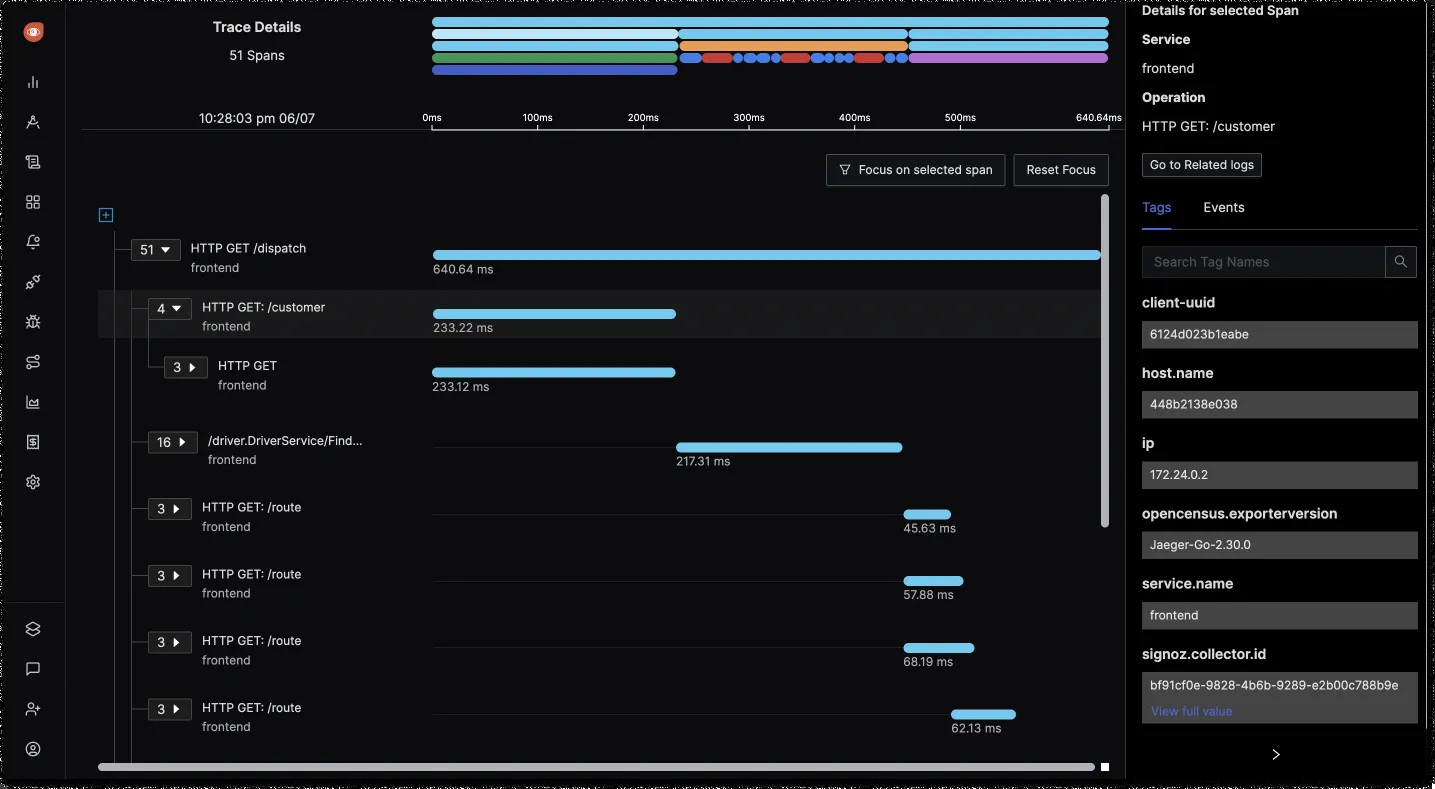 Trace Details
51 Spans
10:28:03 pm 06/07
0ms 100ms 200ms 300ms 400ms 500ms 640.64ms
Focus on selected span
Reset Focus
51 HTTP GET /dispatch
frontend
640.64 ms
4 HTTP GET: /customer
frontend
233.22 ms
3 HTTP GET
frontend
233.12 ms
16 /driver.DriverService/Find...
frontend
217.31 ms
3 HTTP GET: /route
frontend
45.63 ms
3 HTTP GET: /route
frontend
57.88 ms
3 HTTP GET: /route
frontend
68.19 ms
3 HTTP GET: /route
frontend
62.13 ms
Details for selected Span
Service
frontend
Operation
HTTP GET: /customer
Go to Related logs
Tags Events
Search Tag Names
client-uuid
6124d023b1eabe
host.name
448b2138e038
ip
172.24.0.2
opencensus.exporterversion
Jaeger-Go-2.30.0
service.name
frontend
signoz.collector.id
bf91cf0e-9828-4b6b-9289-e2b00c788b9e
View full value